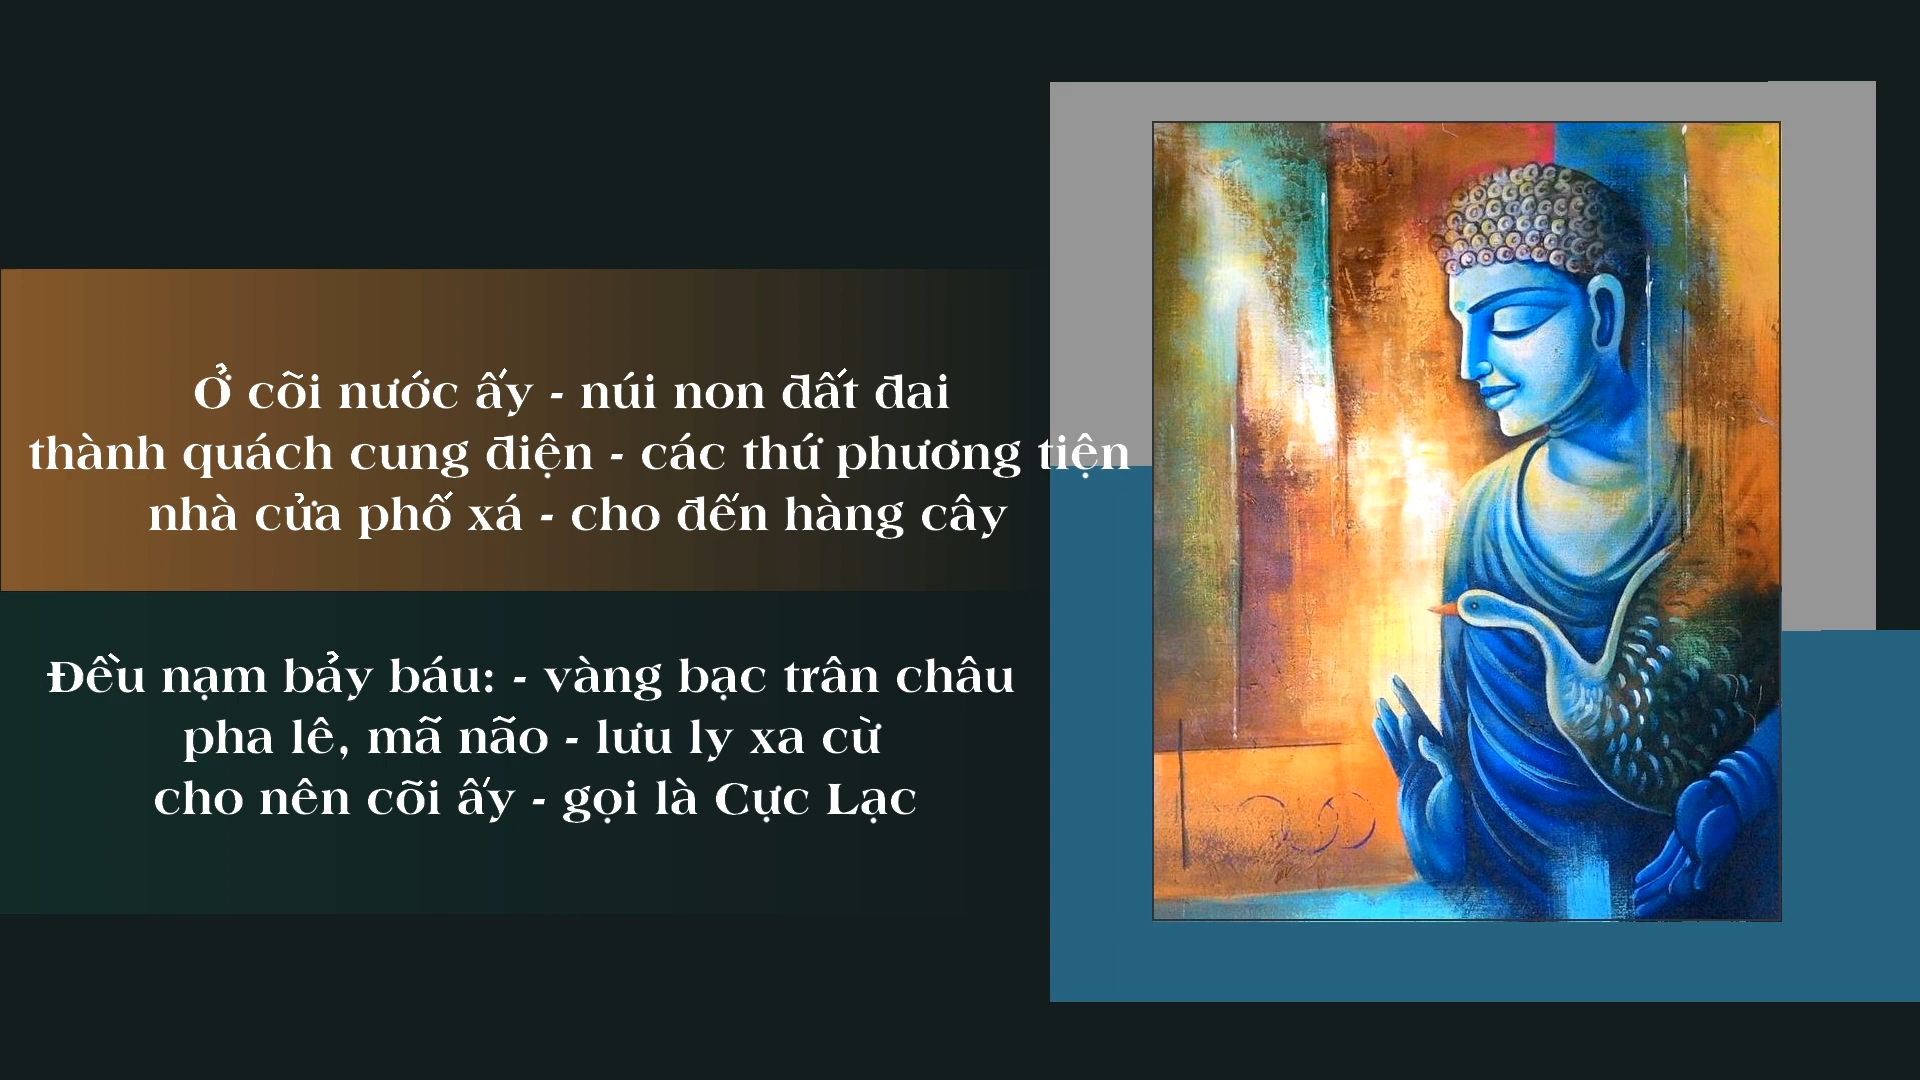 Ở cõi nước ấy - núi non đất đai
thành quách cung điện - các thứ phương tiện
nhà cửa phố xá - cho đến hàng cây
Đều nạm bảy báu: - vàng bạc trân châu
pha lê, mã não - lưu ly xa cừ
cho nên cõi ấy - gọi là Cực Lạc